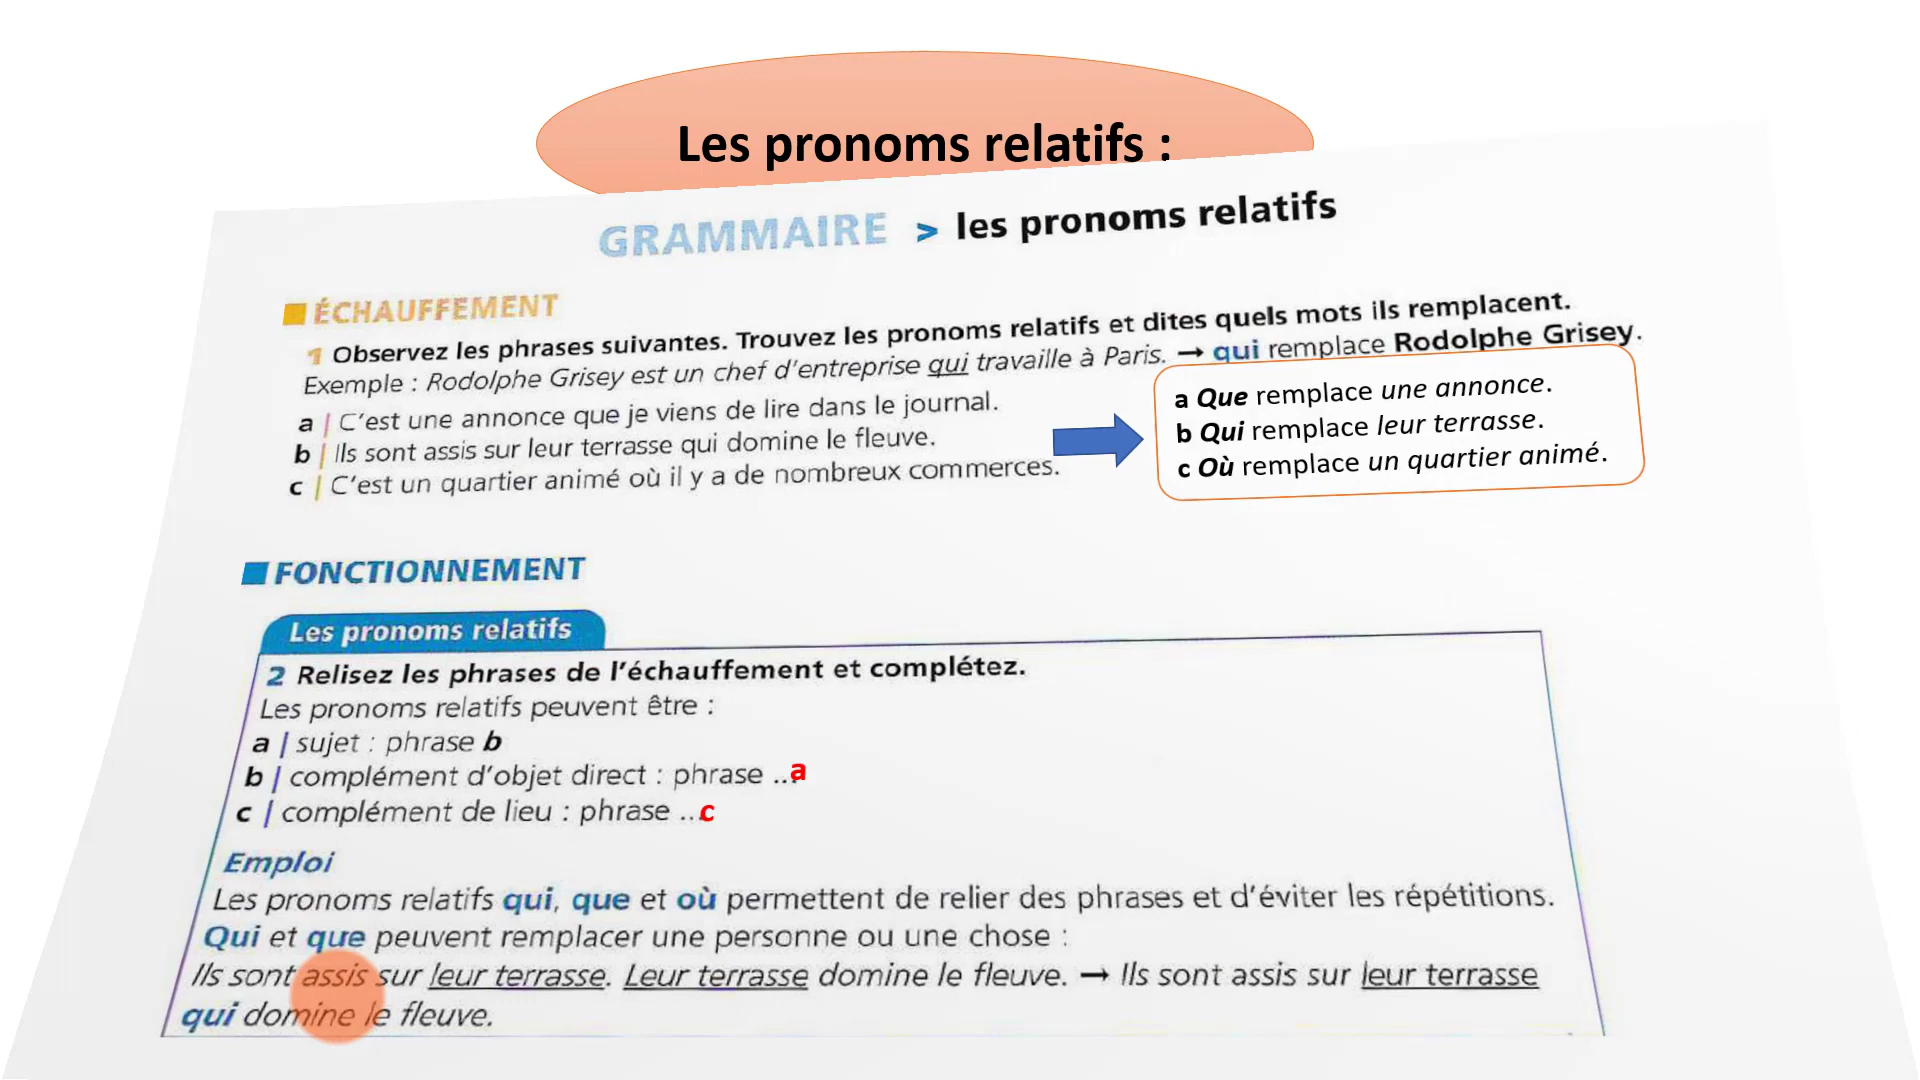 Les pronoms relatifs :
GRAMMAIRE > les pronoms relatifs
ÉCHAUFFEMENT
1 Observez les phrases suivantes. Trouvez les pronoms relatifs et dites quels mots ils remplacent.
Exemple : Rodolphe Grisey est un chef d'entreprise qui travaille à Paris. → qui remplace Rodolphe Grisey.
a | C'est une annonce que je viens de lire dans le journal.
b | Ils sont assis sur leur terrasse qui domine le fleuve.
c | C'est un quartier animé où il y a de nombreux commerces.
a Que remplace une annonce.
b Qui remplace leur terrasse.
c Où remplace un quartier animé.
FONCTIONNEMENT
Les pronoms relatifs
2 Relisez les phrases de l'échauffement et complétez.
Les pronoms relatifs peuvent être :
a | sujet : phrase b
b | complément d'objet direct : phrase ...a
c | complément de lieu : phrase ...c
Emploi
Les pronoms relatifs qui, que et où permettent de relier des phrases et d'éviter les répétitions.
Qui et que peuvent remplacer une personne ou une chose :
Ils sont assis sur leur terrasse. Leur terrasse domine le fleuve. → Ils sont assis sur leur terrasse
qui domine le fleuve.